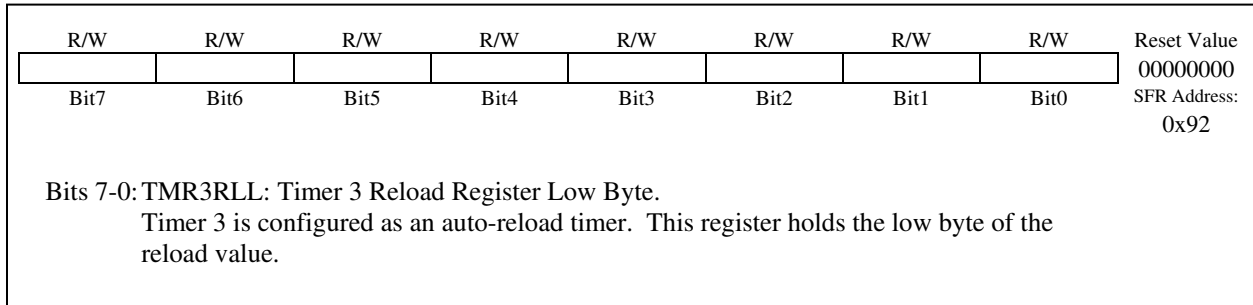 R/W R/W R/W R/W R/W R/W R/W R/W Reset Value
00000000
Bit7 Bit6 Bit5 Bit4 Bit3 Bit2 Bit1 Bit0 SFR Address:
0x92
Bits 7-0: TMR3RLL: Timer 3 Reload Register Low Byte.
Timer 3 is configured as an auto-reload timer. This register holds the low byte of the
reload value.